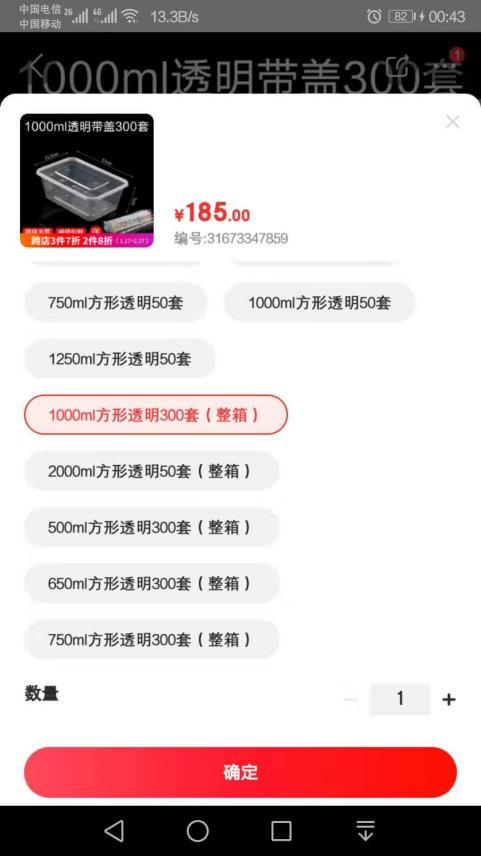 中国电信 2G 4G 13.3B/s 82 00:43
中国移动
1000ml透明带盖300套
1
1000ml透明带盖300套
跨店3件7折 2件8折(1.17-2.27)
¥185.00
编号:31673347859
750ml方形透明50套 1000ml方形透明50套
1250ml方形透明50套
1000ml方形透明300套（整箱）
2000ml方形透明50套（整箱）
500ml方形透明300套（整箱）
650ml方形透明300套（整箱）
750ml方形透明300套（整箱）
数量 1
确定